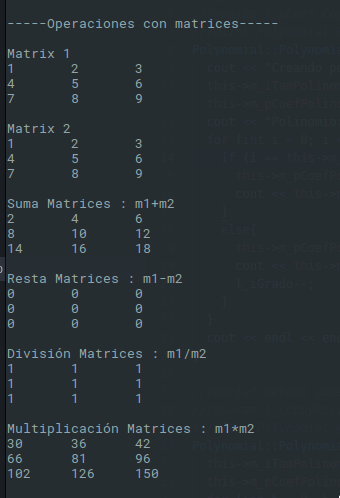 -----Operaciones con matrices-----
Matrix 1
1 2 3
4 5 6
7 8 9
Matrix 2
1 2 3
4 5 6
7 8 9
Suma Matrices : m1+m2
2 4 6
8 10 12
14 16 18
Resta Matrices : m1-m2
0 0 0
0 0 0
0 0 0
División Matrices : m1/m2
1 1 1
1 1 1
1 1 1
Multiplicación Matrices : m1*m2
30 36 42
66 81 96
102 126 150